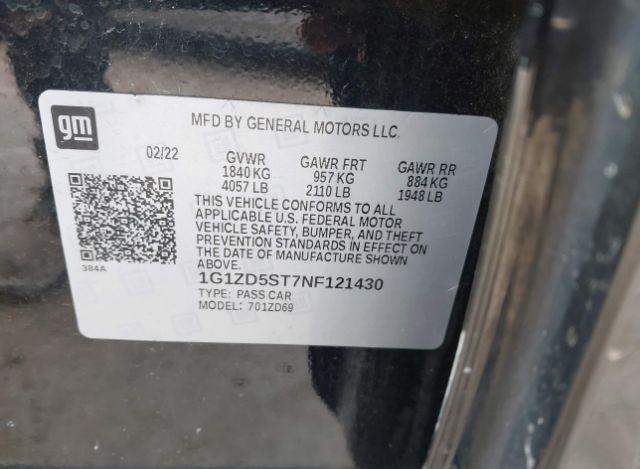 gm
MFD BY GENERAL MOTORS LLC.
02/22 GVWR GAWR FRT GAWR RR
1840 KG 957 KG 884 KG
4057 LB 2110 LB 1948 LB
THIS VEHICLE CONFORMS TO ALL
APPLICABLE U.S. FEDERAL MOTOR
VEHICLE SAFETY, BUMPER, AND THEFT
PREVENTION STANDARDS IN EFFECT ON
THE DATE OF MANUFACTURE SHOWN
ABOVE.
384A
1G1ZD5ST7NF121430
TYPE: PASS CAR
MODEL: 701ZD69